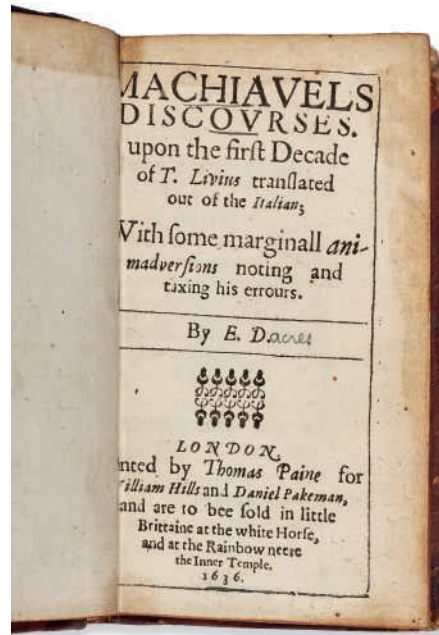 MACHIAVELS
DISCOVRSES.
upon the first Decade
of T. Livius translated
out of the Italian;
With some marginall ani-
madversions noting and
taxing his errours.
By E. Dacres
LONDON,
nted by Thomas Paine for
William Hills and Daniel Pakeman,
and are to bee sold in little
Brittaine at the white Horse,
and at the Rainbow neere
the Inner Temple.
1636.